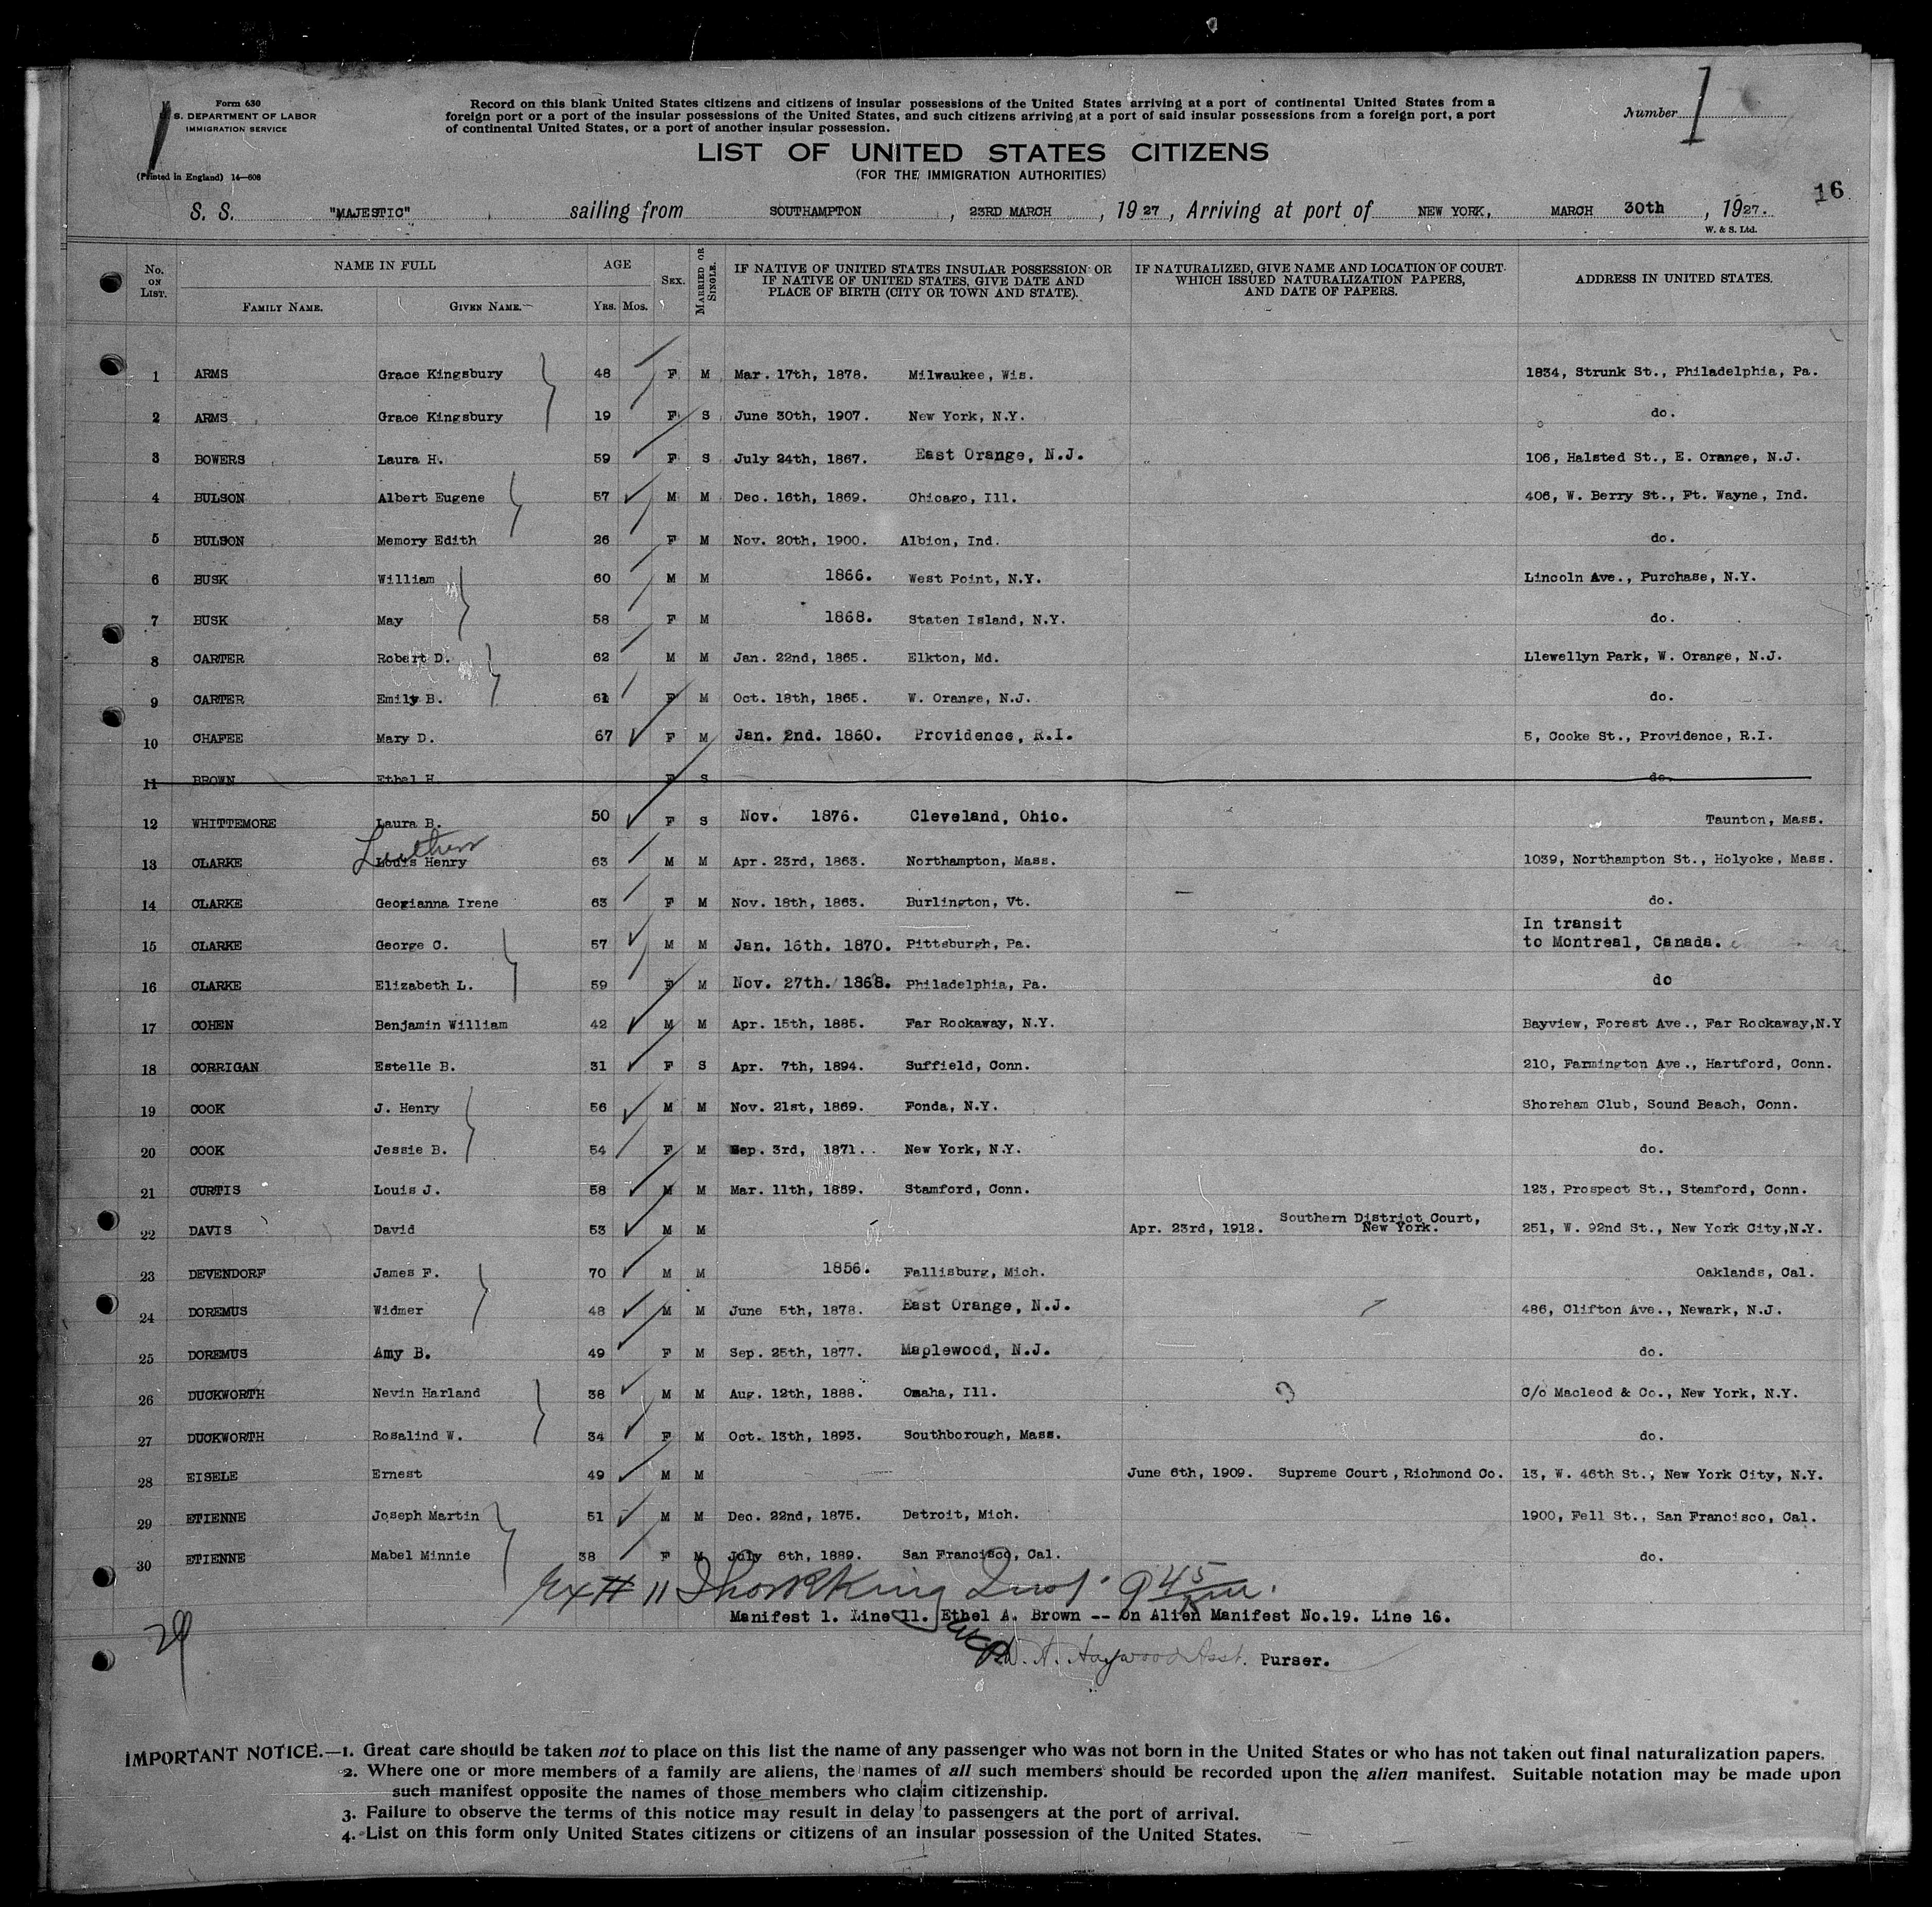 Form 630
S. DEPARTMENT OF LABOR
IMMIGRATION SERVICE
(Printed in England) 14—608
Record on this blank United States citizens and citizens of insular possessions of the United States arriving at a port of continental United States from a
foreign port or a port of the insular possessions of the United States, and such citizens arriving at a port of said insular possessions from a foreign port, a port
of continental United States, or a port of another insular possession.
Number 1
LIST OF UNITED STATES CITIZENS
(FOR THE IMMIGRATION AUTHORITIES)
16
S. S. "MAJESTIC" sailing from SOUTHAMPTON, 23RD MARCH, 1927, Arriving at port of NEW YORK, MARCH 30th, 1927.
W. & S. Ltd.
No. ON LIST. NAME IN FULL FAMILY NAME. GIVEN NAME. AGE YRS. MOS. SEX. MARRIED OR SINGLE. IF NATIVE OF UNITED STATES INSULAR POSSESSION OR IF NATIVE OF UNITED STATES, GIVE DATE AND PLACE OF BIRTH (CITY OR TOWN AND STATE). IF NATURALIZED, GIVE NAME AND LOCATION OF COURT WHICH ISSUED NATURALIZATION PAPERS, AND DATE OF PAPERS. ADDRESS IN UNITED STATES.
1 ARMS Grace Kingsbury 48 F M Mar. 17th, 1878. Milwaukee, Wis. 1834, Strunk St., Philadelphia, Pa.
2 ARMS Grace Kingsbury 19 F S June 30th, 1907. New York, N.Y. do.
3 BOWERS Laura H. 59 F S July 24th, 1867. East Orange, N.J. 106, Halsted St., E. Orange, N.J.
4 BULSON Albert Eugene 57 M M Dec. 16th, 1869. Chicago, Ill. 406, W. Berry St., Ft. Wayne, Ind.
5 BULSON Memory Edith 26 F M Nov. 20th, 1900. Albion, Ind. do.
6 BUSK William 60 M M 1866. West Point, N.Y. Lincoln Ave., Purchase, N.Y.
7 BUSK May 58 F M 1868. Staten Island, N.Y. do.
8 CARTER Robert D. 62 M M Jan. 22nd, 1865. Elkton, Md. Llewellyn Park, W. Orange, N.J.
9 CARTER Emily B. 61 F M Oct. 18th, 1865. W. Orange, N.J. do.
10 CHAFEE Mary D. 67 F M Jan. 2nd. 1860. Providence, R.I. 5, Cooke St., Providence, R.I.
11 BROWN Ethel H. F S do.
12 WHITTEMORE Laura B. 50 F S Nov. 1876. Cleveland, Ohio. Taunton, Mass.
Luther
13 CLARKE Louis Henry 63 M M Apr. 23rd, 1863. Northampton, Mass. 1039, Northampton St., Holyoke, Mass.
14 CLARKE Georgianna Irene 63 F M Nov. 18th, 1863. Burlington, Vt. do.
In transit
15 CLARKE George C. 57 M M Jan. 16th. 1870. Pittsburgh, Pa. to Montreal, Canada.
16 CLARKE Elizabeth L. 59 F M Nov. 27th. 1868. Philadelphia, Pa. do
17 COHEN Benjamin William 42 M M Apr. 15th, 1885. Far Rockaway, N.Y. Bayview, Forest Ave., Far Rockaway,N.Y
18 CORRIGAN Estelle B. 31 F S Apr. 7th, 1894. Suffield, Conn. 210, Farmington Ave., Hartford, Conn.
19 COOK J. Henry 56 M M Nov. 21st, 1869. Fonda, N.Y. Shoreham Club, Sound Beach, Conn.
20 COOK Jessie B. 54 F M Sep. 3rd, 1871. New York, N.Y. do.
21 CURTIS Louis J. 58 M M Mar. 11th, 1869. Stamford, Conn. 123, Prospect St., Stamford, Conn.
22 DAVIS David 53 M M Apr. 23rd, 1912. Southern District Court, New York. 251, W. 92nd St., New York City,N.Y.
23 DEVENDORF James F. 70 M M 1856. Fallisburg, Mich. Oaklands, Cal.
24 DOREMUS Widmer 48 M M June 5th, 1878. East Orange, N.J. 486, Clifton Ave., Newark, N.J.
25 DOREMUS Amy B. 49 F M Sep. 25th, 1877. Maplewood, N.J. do.
26 DUCKWORTH Nevin Harland 38 M M Aug. 12th, 1888. Omaha, Ill. C/o Macleod & Co., New York, N.Y.
27 DUCKWORTH Rosalind W. 34 F M Oct. 13th, 1893. Southborough, Mass. do.
28 EISELE Ernest 49 M M June 6th, 1909. Supreme Court, Richmond Co. 13, W. 46th St., New York City, N.Y.
29 ETIENNE Joseph Martin 51 M M Dec. 22nd, 1875. Detroit, Mich. 1900, Fell St., San Francisco, Cal.
30 ETIENNE Mabel Minnie 38 F M July 6th, 1889. San Francisco, Cal. do.
Ex # 11
Manifest 1. Line 11. Ethel A. Brown -- On Alien Manifest No.19. Line 16.
29
Asst. Purser.
IMPORTANT NOTICE.—1. Great care should be taken not to place on this list the name of any passenger who was not born in the United States or who has not taken out final naturalization papers.
2. Where one or more members of a family are aliens, the names of all such members should be recorded upon the alien manifest. Suitable notation may be made upon
such manifest opposite the names of those members who claim citizenship.
3. Failure to observe the terms of this notice may result in delay to passengers at the port of arrival.
4. List on this form only United States citizens or citizens of an insular possession of the United States.